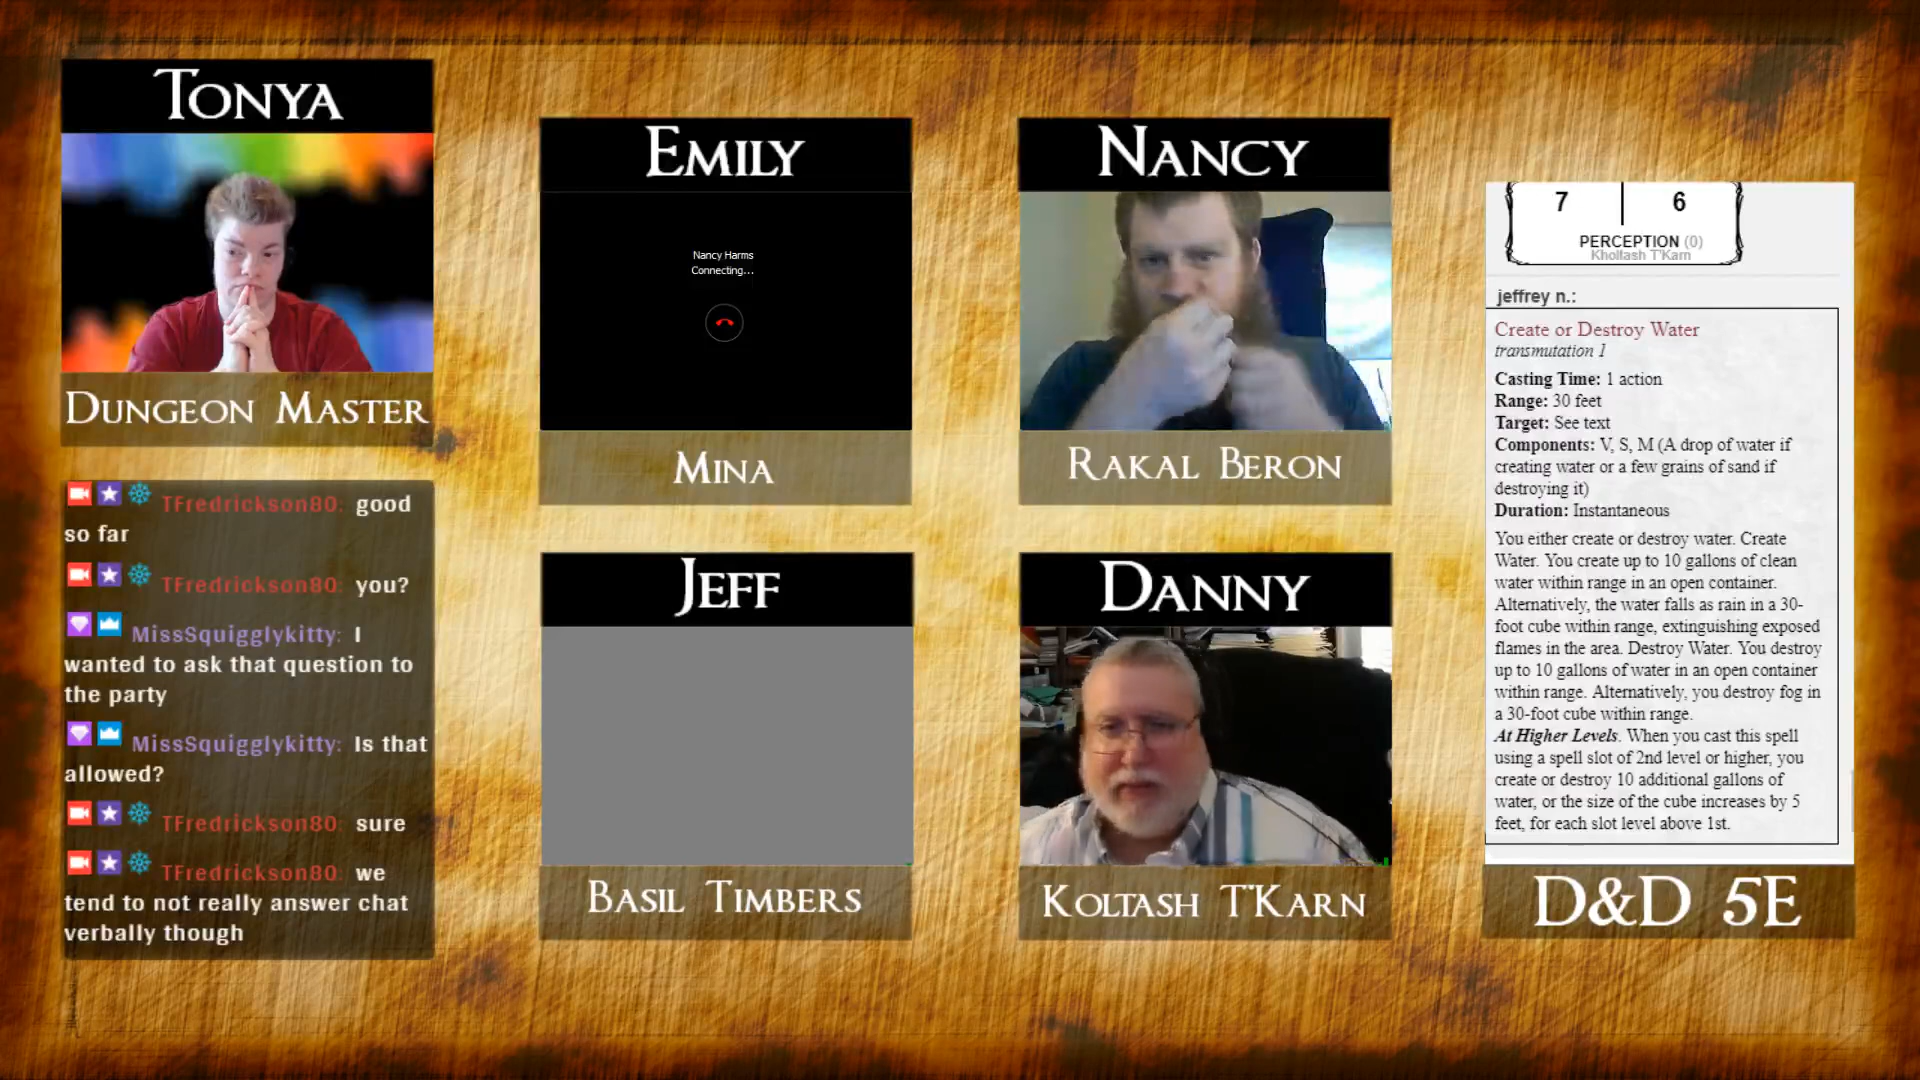 TONYA
DUNGEON MASTER
TFredrickson80: good
so far
TFredrickson80: you?
MissSquigglykitty: I
wanted to ask that question to
the party
MissSquigglykitty: Is that
allowed?
TFredrickson80: sure
TFredrickson80: we
tend to not really answer chat
verbally though
EMILY
Nancy Harms
Connecting...
MINA
NANCY
RAKAL BERON
JEFF
BASIL TIMBERS
DANNY
KOLTASH T'KARN
7 | 6
PERCEPTION (0)
Kholtash T'Karn
jeffrey n.:
Create or Destroy Water
transmutation 1
Casting Time: 1 action
Range: 30 feet
Target: See text
Components: V, S, M (A drop of water if
creating water or a few grains of sand if
destroying it)
Duration: Instantaneous
You either create or destroy water. Create
Water. You create up to 10 gallons of clean
water within range in an open container.
Alternatively, the water falls as rain in a 30-
foot cube within range, extinguishing exposed
flames in the area. Destroy Water. You destroy
up to 10 gallons of water in an open container
within range. Alternatively, you destroy fog in
a 30-foot cube within range.
At Higher Levels. When you cast this spell
using a spell slot of 2nd level or higher, you
create or destroy 10 additional gallons of
water, or the size of the cube increases by 5
feet, for each slot level above 1st.
D&D 5E